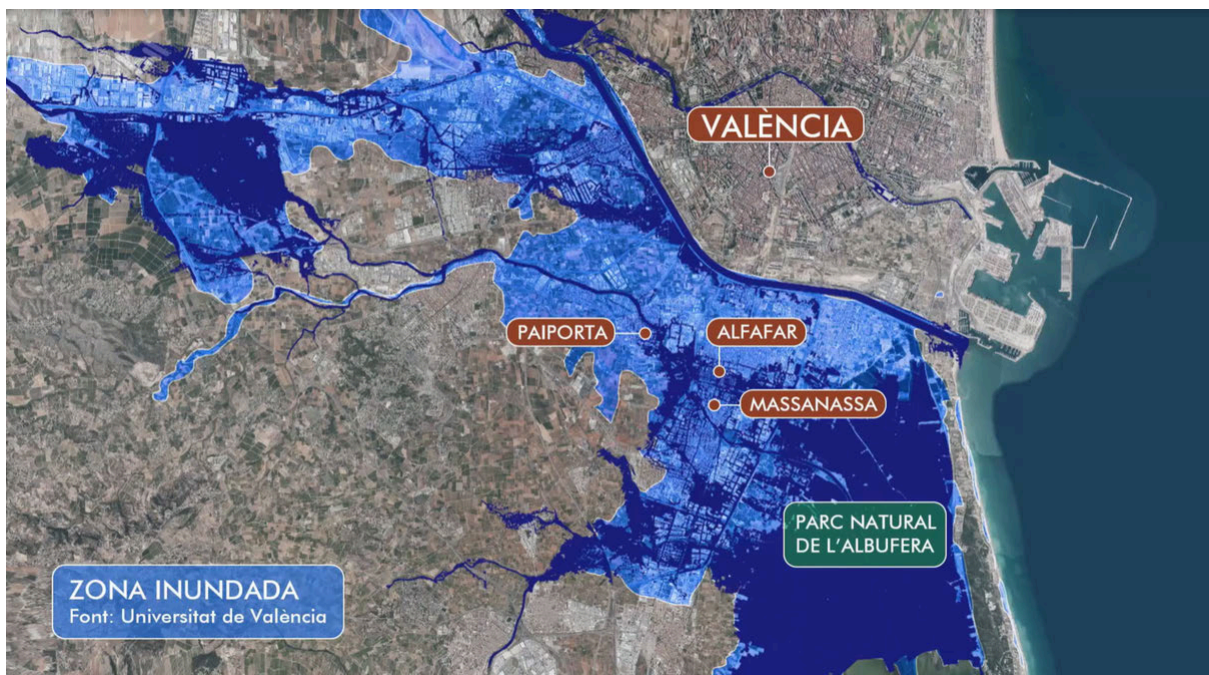 VALÈNCIA
PAIPORTA
ALFAFAR
MASSANASSA
PARC NATURAL
DE L'ALBUFERA
ZONA INUNDADA
Font: Universitat de València